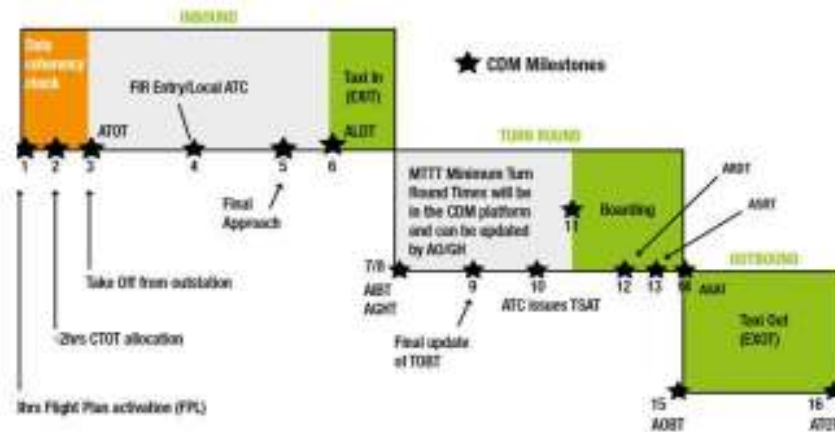 INBOUND
Data
coherency
check
Taxi In
(EXIT)
CDM Milestones
FIR Entry/Local ATC
ATOT
ALDT
1
2
3
4
5
6
TURN ROUND
Final
Approach
MTTT Minimum Turn
Round Times will be
in the CDM platform
and can be updated
by AO/GH
11
Boarding
ARDT
ASRT
Take Off from outstation
7/8
AIBT
AGHT
9
10
12
13
14
ATC issues TSAT
OUTBOUND
ASAT
Final update
of TOBT
Taxi Out
(EXOT)
-2hrs CTOT allocation
3hrs Flight Plan activation (FPL)
15
AOBT
16
ATOT